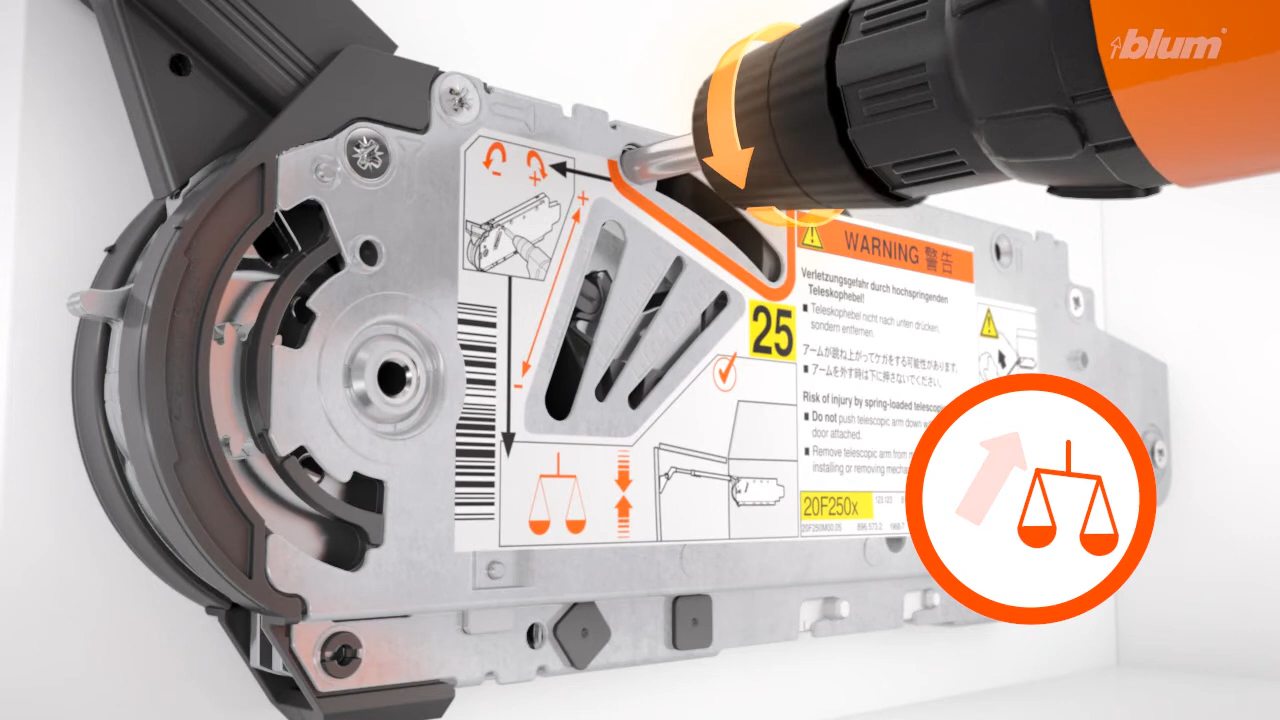 blum
WARNING 警告
Verletzungsgefahr durch hochspringenden
Teleskophebel!
Teleskophebel nicht nach unten drücken,
sondern entfernen.
アームが跳ね上がってケガをする可能性があります。
アームを外す時は下に押さないでください。
Risk of injury by spring-loaded telescopic
Do not push telescopic arm down
door attached.
Remove telescopic arm from
installing or removing
25
20F250x